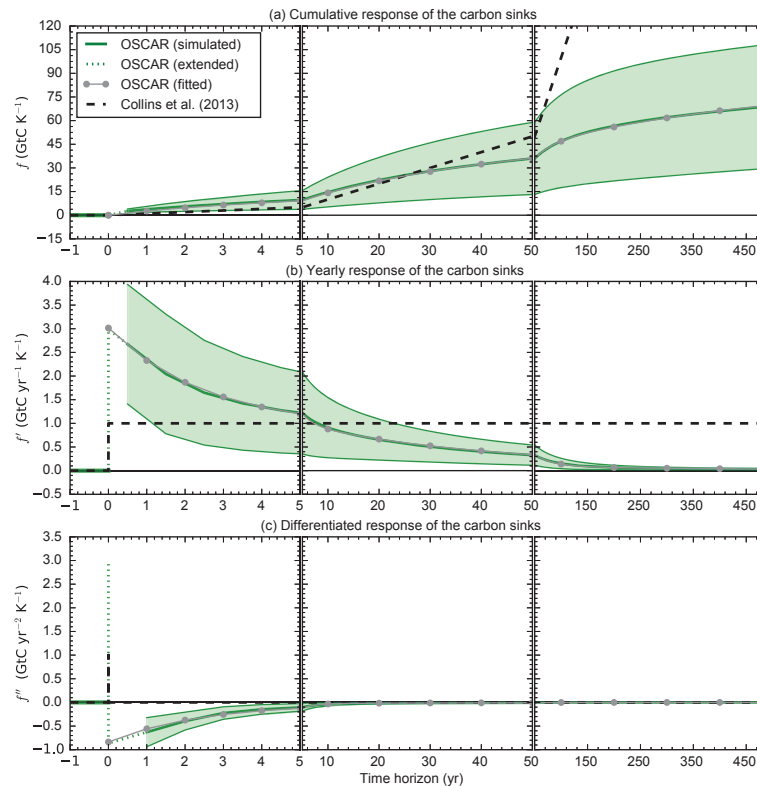 (a) Cumulative response of the carbon sinks
120
105
90
75
60
45
30
15
0
−15
f (GtC K−1)
OSCAR (simulated)
OSCAR (extended)
OSCAR (fitted)
Collins et al. (2013)
−1 0 1 2 3 4 5 10 20 30 40 50 150 250 350 450
(b) Yearly response of the carbon sinks
4.0
3.5
3.0
2.5
2.0
1.5
1.0
0.5
0.0
−0.5
f′ (GtC yr−1 K−1)
−1 0 1 2 3 4 5 10 20 30 40 50 150 250 350 450
(c) Differentiated response of the carbon sinks
3.5
3.0
2.5
2.0
1.5
1.0
0.5
0.0
−0.5
−1.0
f″ (GtC yr−2 K−1)
−1 0 1 2 3 4 5 10 20 30 40 50 150 250 350 450
Time horizon (yr)